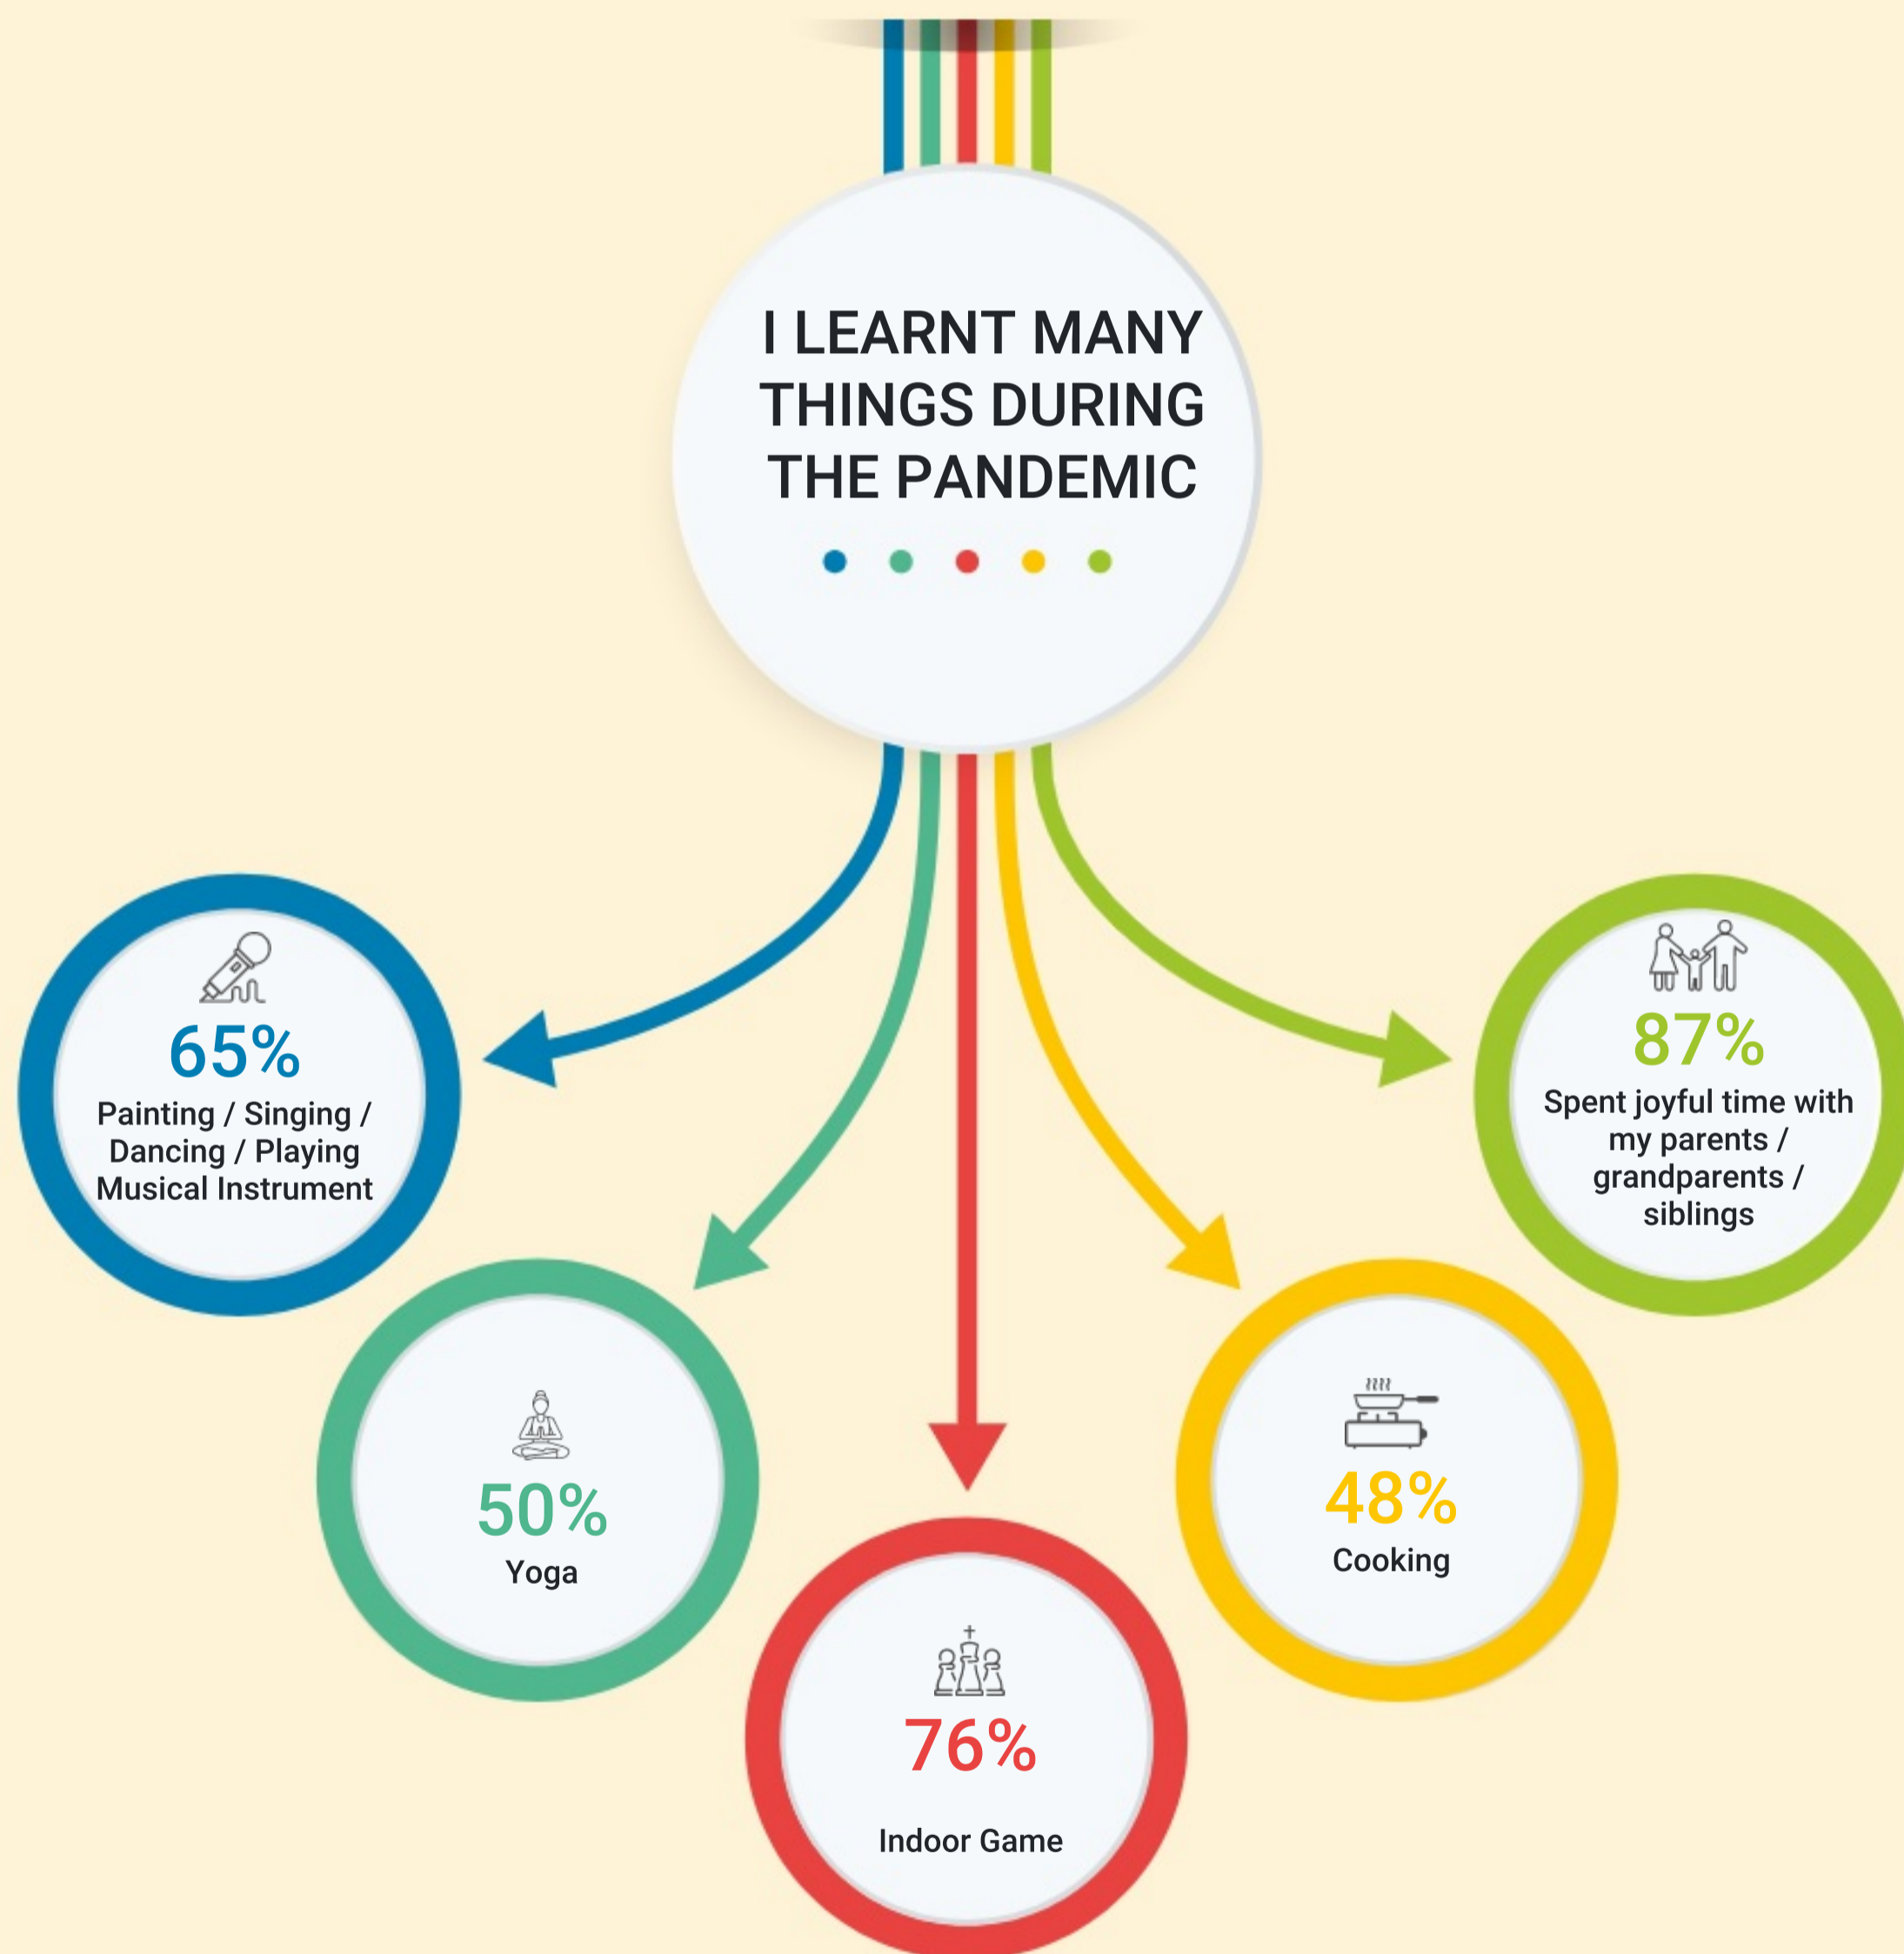 I LEARNT MANY
THINGS DURING
THE PANDEMIC
65%
Painting / Singing /
Dancing / Playing
Musical Instrument
87%
Spent joyful time with
my parents /
grandparents /
siblings
50%
Yoga
48%
Cooking
76%
Indoor Game